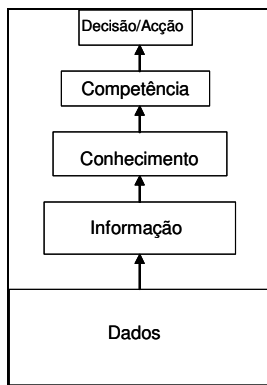 Decisão/Acção
Competência
Conhecimento
Informação
Dados